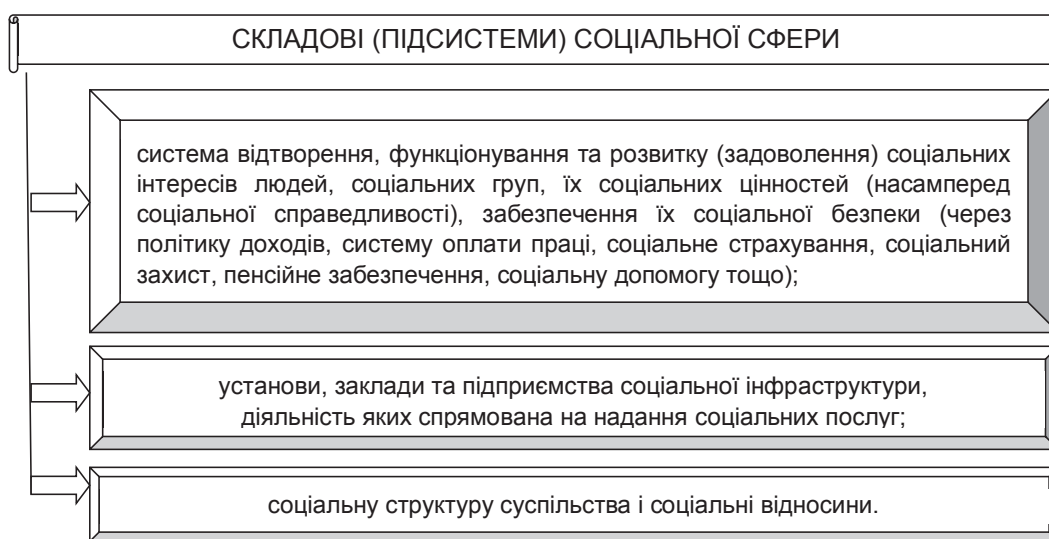 СКЛАДОВІ (ПІДСИСТЕМИ) СОЦІАЛЬНОЇ СФЕРИ
система відтворення, функціонування та розвитку (задоволення) соціальних
інтересів людей, соціальних груп, їх соціальних цінностей (насамперед
соціальної справедливості), забезпечення їх соціальної безпеки (через
політику доходів, систему оплати праці, соціальне страхування, соціальний
захист, пенсійне забезпечення, соціальну допомогу тощо);
установи, заклади та підприємства соціальної інфраструктури,
діяльність яких спрямована на надання соціальних послуг;
соціальну структуру суспільства і соціальні відносини.